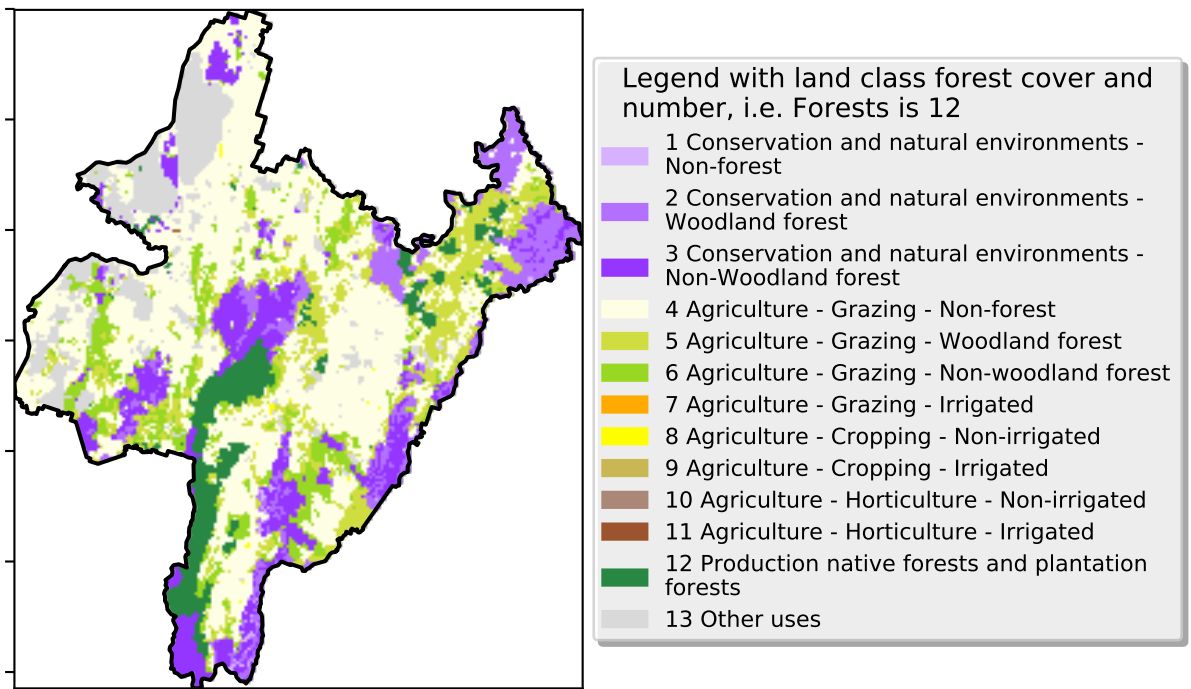 Legend with land class forest cover and
number, i.e. Forests is 12
1 Conservation and natural environments -
Non-forest
2 Conservation and natural environments -
Woodland forest
3 Conservation and natural environments -
Non-Woodland forest
4 Agriculture - Grazing - Non-forest
5 Agriculture - Grazing - Woodland forest
6 Agriculture - Grazing - Non-woodland forest
7 Agriculture - Grazing - Irrigated
8 Agriculture - Cropping - Non-irrigated
9 Agriculture - Cropping - Irrigated
10 Agriculture - Horticulture - Non-irrigated
11 Agriculture - Horticulture - Irrigated
12 Production native forests and plantation
forests
13 Other uses